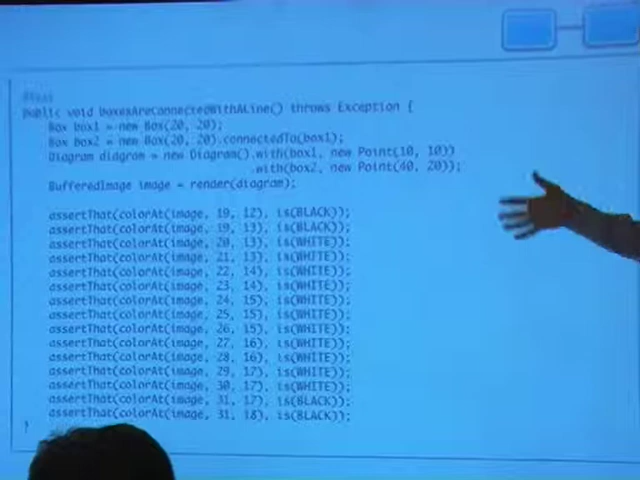 @Test
public void boxesAreConnectedWithALine() throws Exception {
Box box1 = new Box(20, 20);
Box box2 = new Box(20, 20).connectedTo(box1);
Diagram diagram = new Diagram().with(box1, new Point(10, 10))
.with(box2, new Point(40, 20));
BufferedImage image = render(diagram);
assertThat(colorAt(image, 19, 12), is(BLACK));
assertThat(colorAt(image, 19, 13), is(BLACK));
assertThat(colorAt(image, 20, 13), is(WHITE));
assertThat(colorAt(image, 21, 13), is(WHITE));
assertThat(colorAt(image, 22, 14), is(WHITE));
assertThat(colorAt(image, 23, 14), is(WHITE));
assertThat(colorAt(image, 24, 15), is(WHITE));
assertThat(colorAt(image, 25, 15), is(WHITE));
assertThat(colorAt(image, 26, 15), is(WHITE));
assertThat(colorAt(image, 27, 16), is(WHITE));
assertThat(colorAt(image, 28, 16), is(WHITE));
assertThat(colorAt(image, 29, 17), is(WHITE));
assertThat(colorAt(image, 30, 17), is(WHITE));
assertThat(colorAt(image, 31, 17), is(BLACK));
assertThat(colorAt(image, 31, 18), is(BLACK));
}